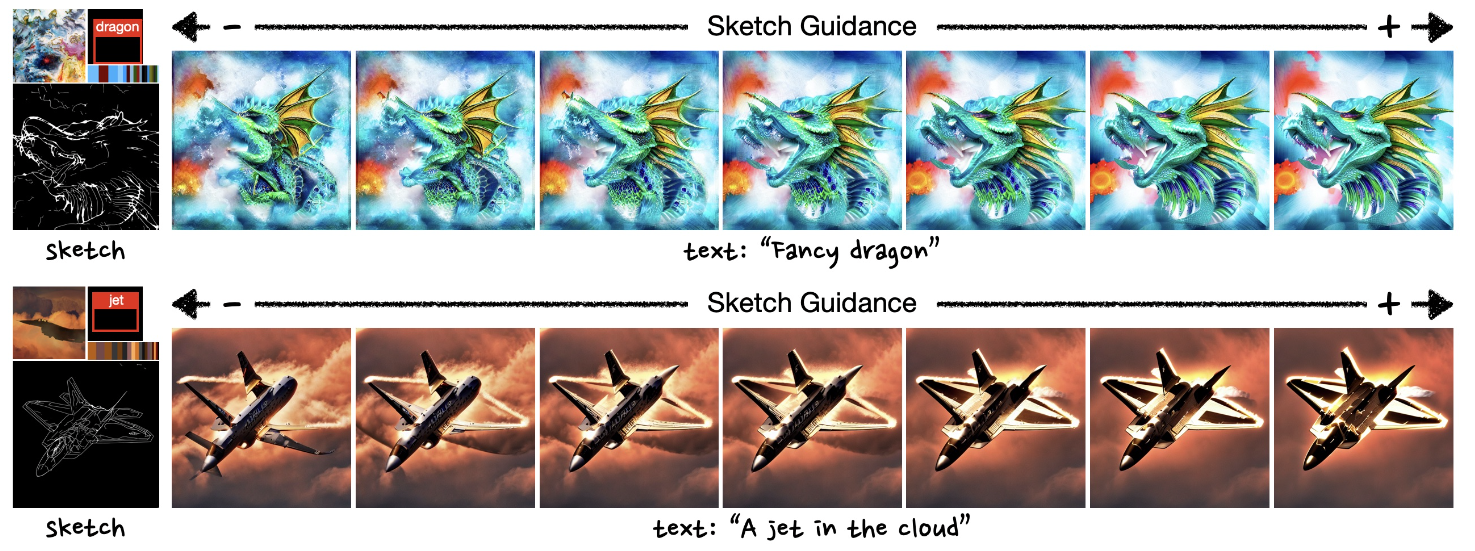 dragon
- Sketch Guidance +
sketch
text: "Fancy dragon"
jet
- Sketch Guidance +
sketch
text: "A jet in the cloud"